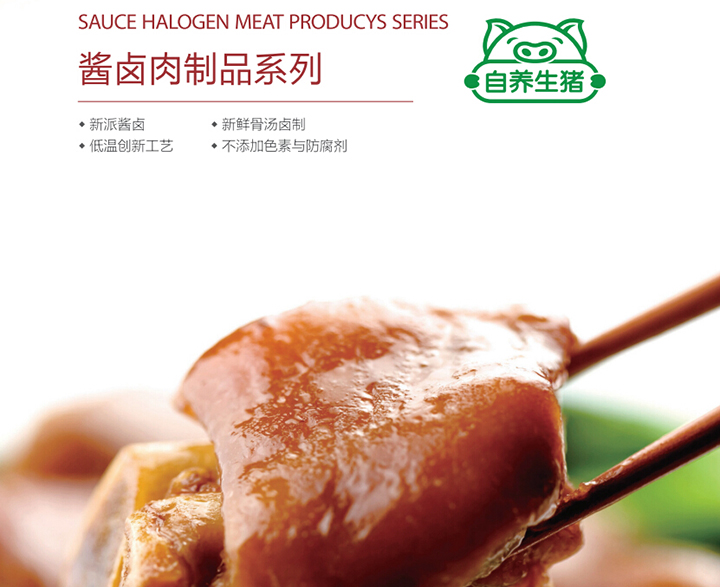 SAUCE HALOGEN MEAT PRODUCYS SERIES
酱卤肉制品系列
自养生猪
◆ 新派酱卤
◆ 新鲜骨汤卤制
◆ 低温创新工艺
◆ 不添加色素与防腐剂